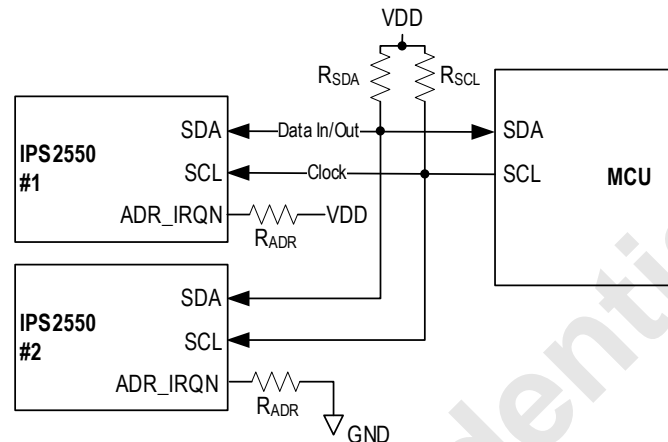 VDD
RSDA
RSCL
SDA
Data In/Out
SDA
IPS2550
#1
SCL
Clock
SCL
MCU
ADR_IRQN
VDD
RADR
SDA
IPS2550
#2
SCL
ADR_IRQN
RADR
GND